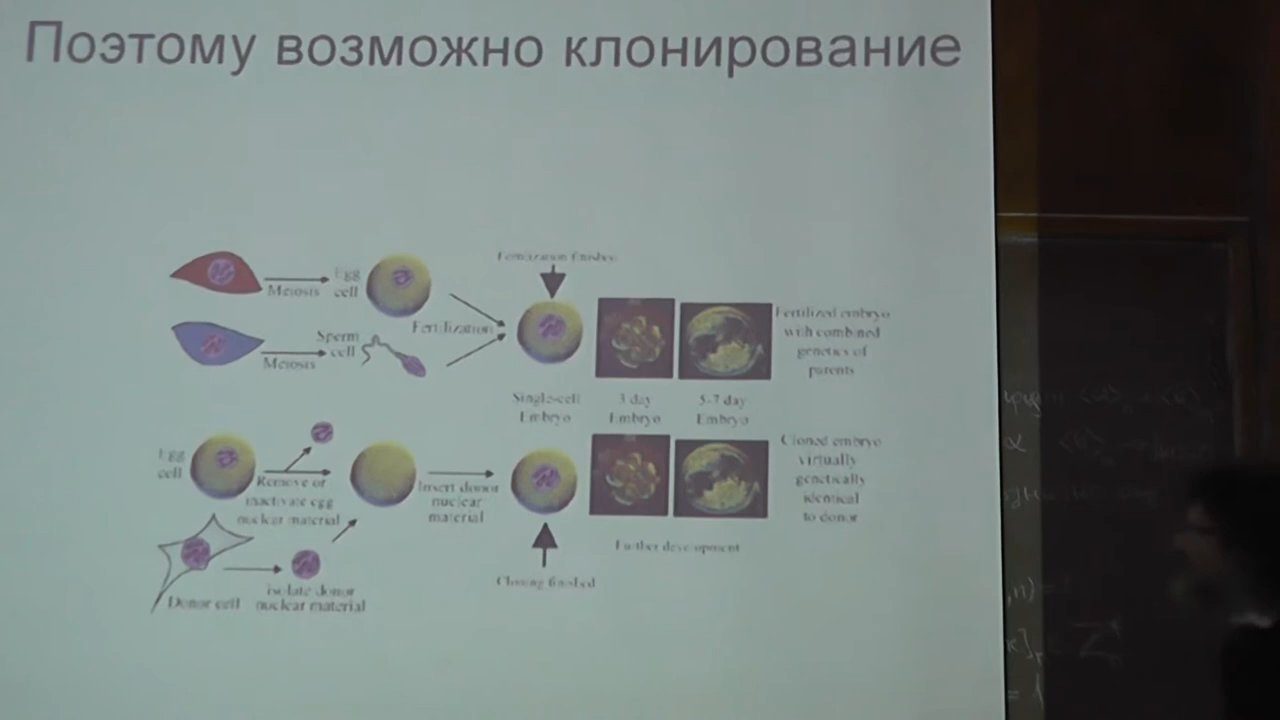 Поэтому возможно клонирование
Fertilization finished
Egg
cell
Meiosis
Fertilization
Sperm
cell
Meiosis
Fertilized embryo
with combined
genetics of
parents
Single-cell
Embryo
3 day
Embryo
5-7 day
Embryo
Egg
cell
Remove or
inactivate egg
nuclear material
Insert donor
nuclear
material
Cloned embryo
virtually
genetically
identical
to donor
Further development
Cloning finished
Donor cell
isolate donor
nuclear material